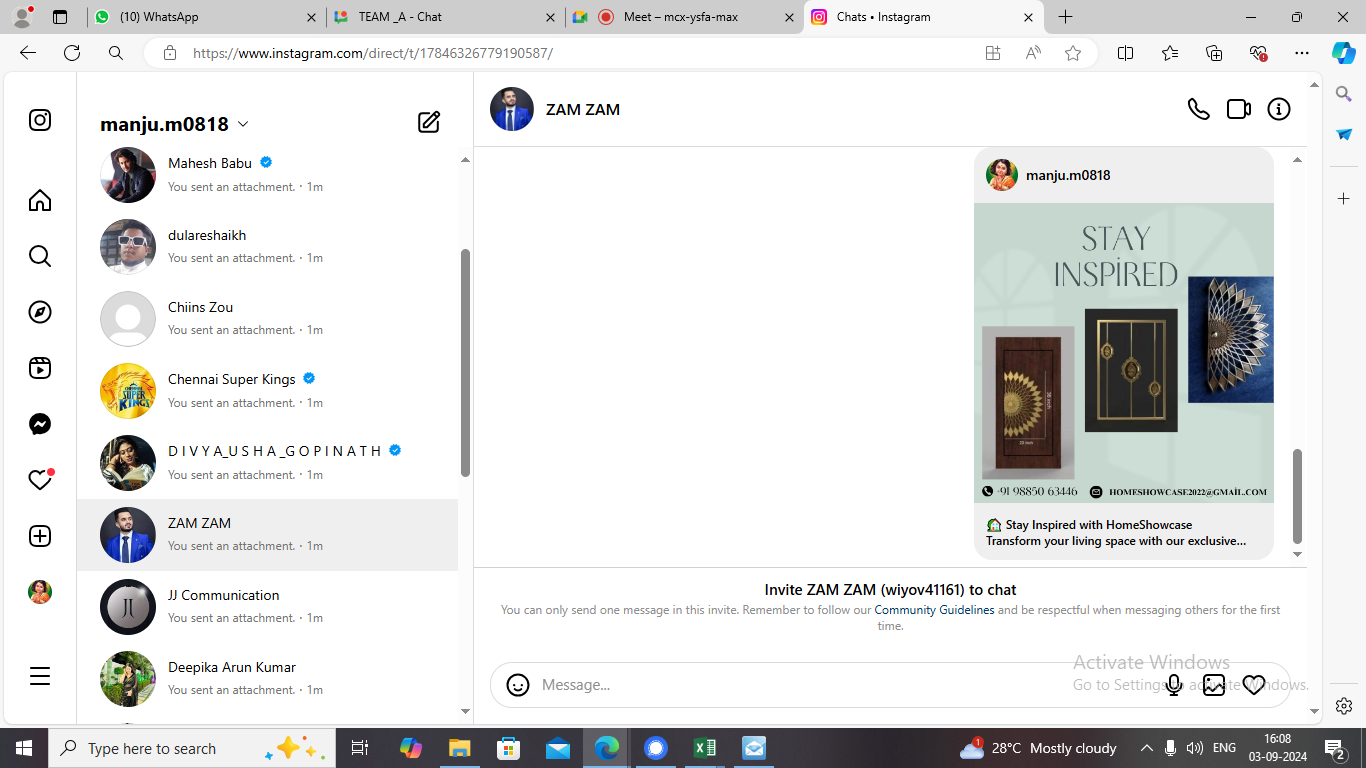 (10) WhatsApp
TEAM _A - Chat
Meet – mcx-ysfa-max
Chats • Instagram
https://www.instagram.com/direct/t/17846326779190587/
manju.m0818
Mahesh Babu
You sent an attachment. · 1m
dulareshaikh
You sent an attachment. · 1m
Chiins Zou
You sent an attachment. · 1m
Chennai Super Kings
You sent an attachment. · 1m
D I V Y A_U S H A _G O P I N A T H
You sent an attachment. · 1m
ZAM ZAM
You sent an attachment. · 1m
JJ Communication
You sent an attachment. · 1m
Deepika Arun Kumar
You sent an attachment. · 1m
ZAM ZAM
manju.m0818
STAY
INSPIRED
+91 98850 63446
HOMESHOWCASE2022@GMAIL.COM
🏡 Stay Inspired with HomeShowcase
Transform your living space with our exclusive...
Invite ZAM ZAM (wiyov41161) to chat
You can only send one message in this invite. Remember to follow our Community Guidelines and be respectful when messaging others for the first
time.
Message...
Activate Windows
Go to Settings to activate Windows.
Type here to search
1
28°C Mostly cloudy
ENG
16:08
03-09-2024
2